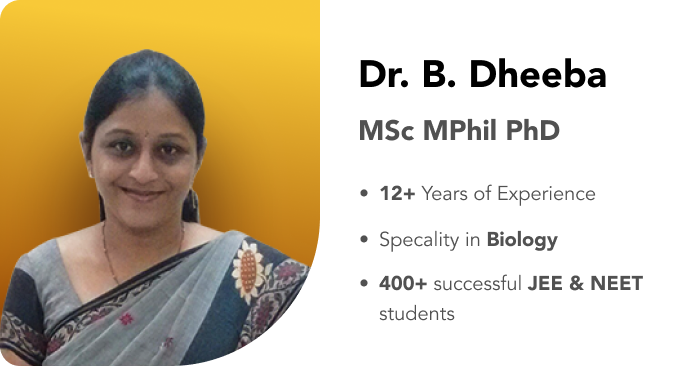 Dr. B. Dheeba
MSc MPhil PhD
• 12+ Years of Experience
• Specality in Biology
• 400+ successful JEE & NEET
students